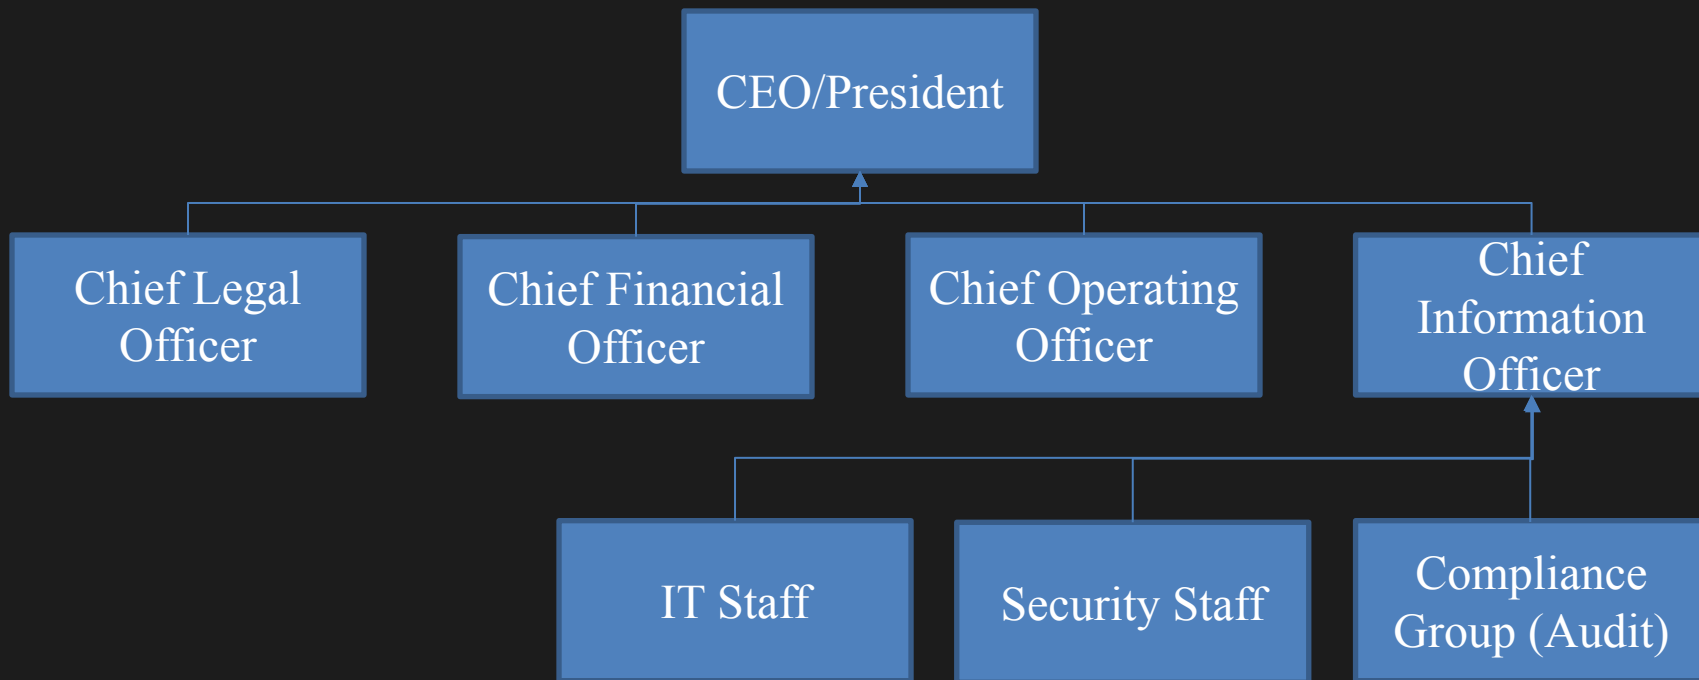 CEO/President
Chief Legal
Officer
Chief Financial
Officer
Chief Operating
Officer
Chief
Information
Officer
IT Staff
Security Staff
Compliance
Group (Audit)